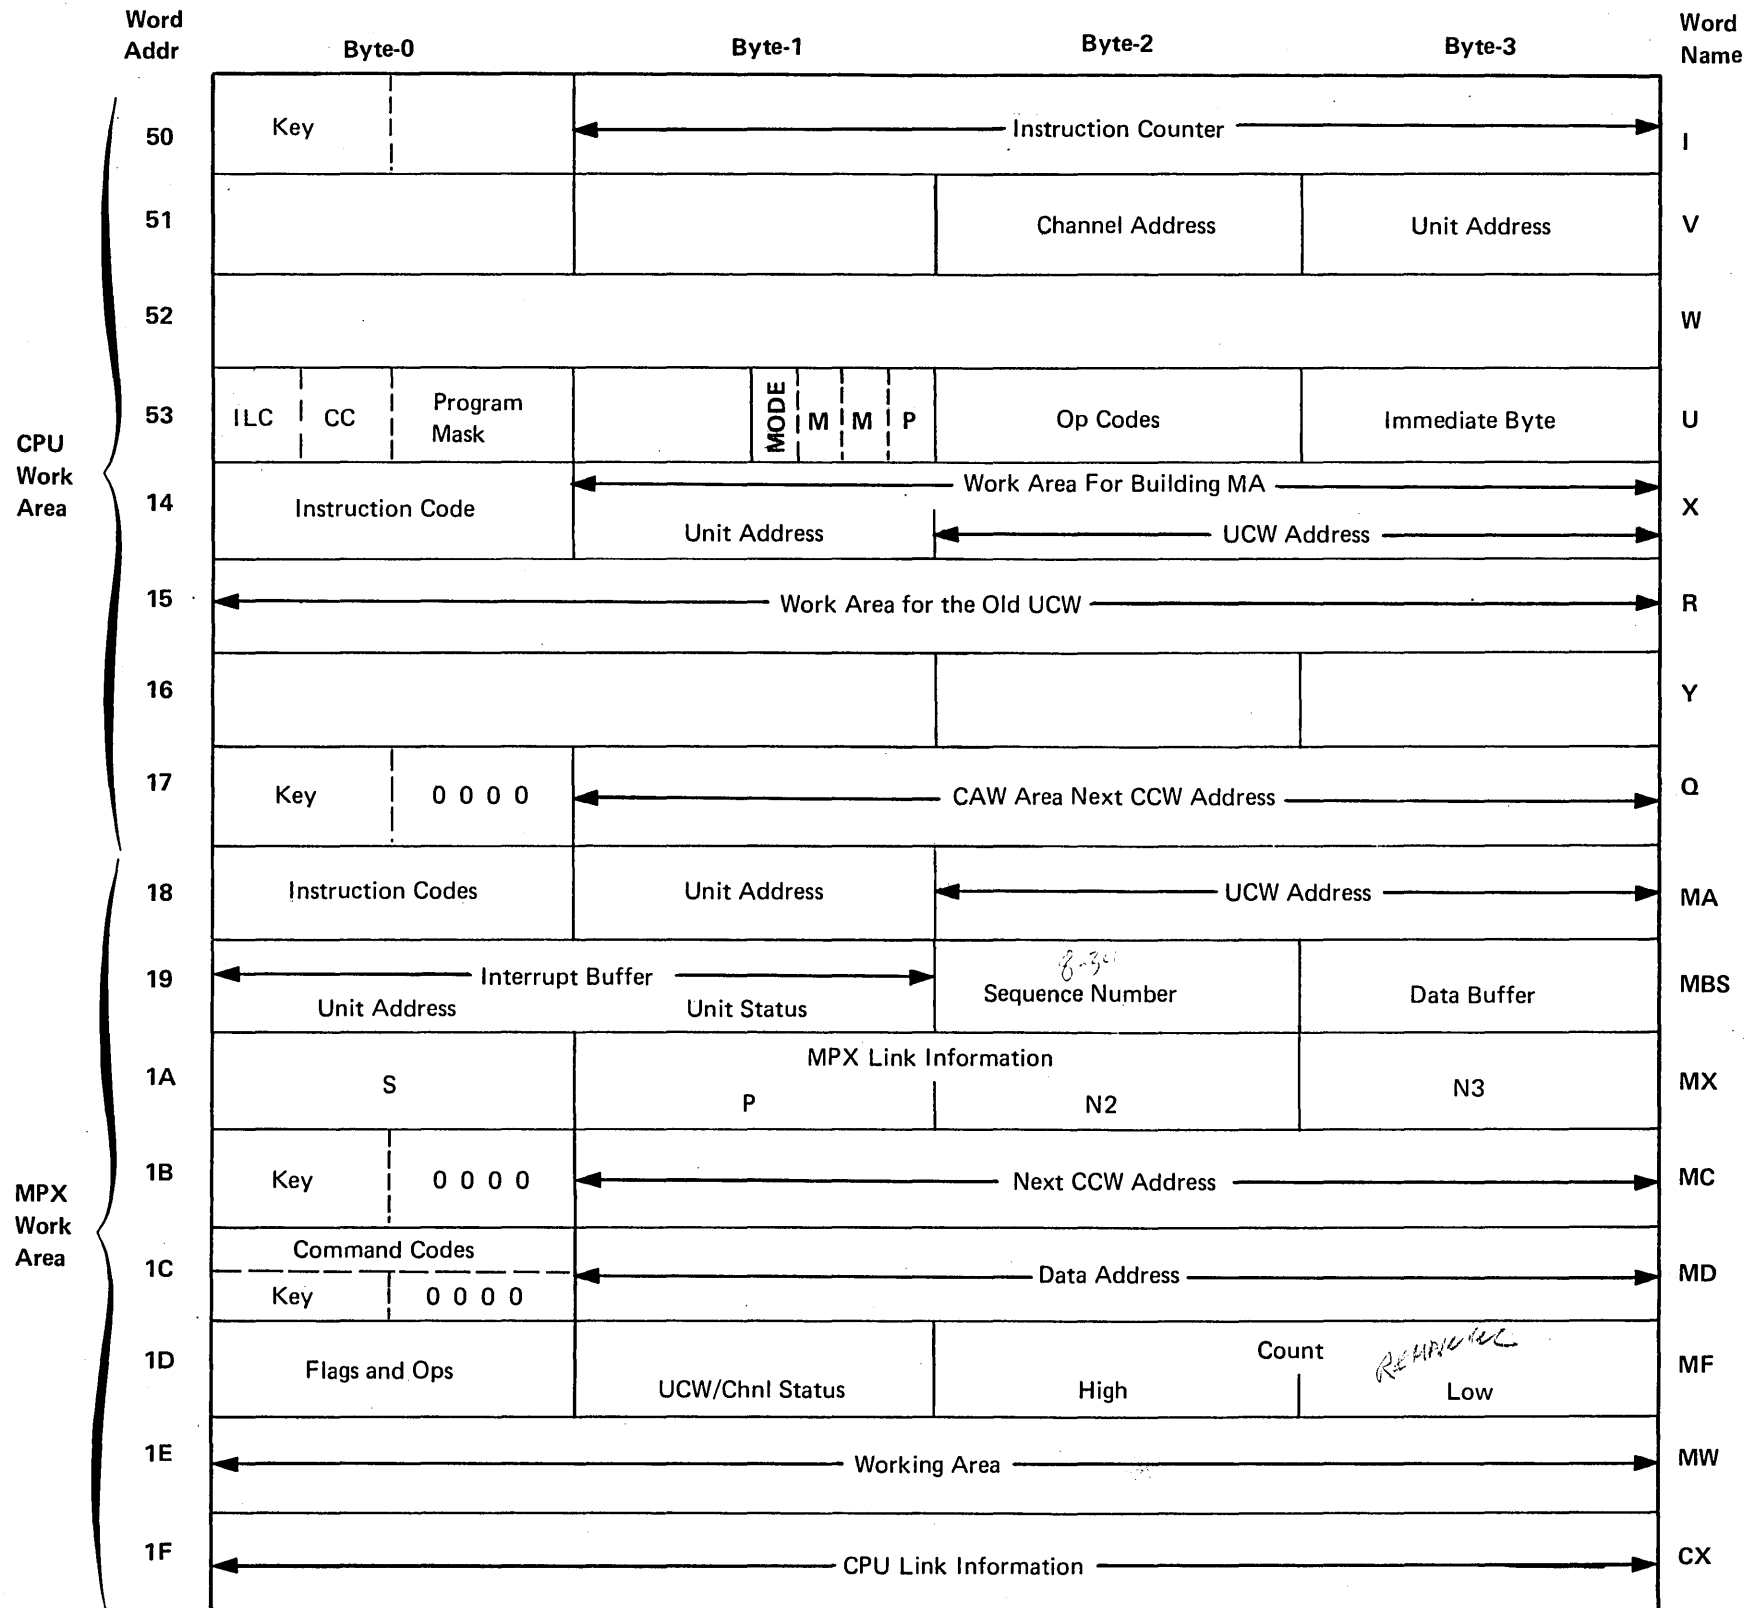 Word Addr Byte-0 Byte-1 Byte-2 Byte-3 Word Name
CPU Work Area
50 Key Instruction Counter I
51 Channel Address Unit Address V
52 W
53 ILC CC Program Mask MODE M M P Op Codes Immediate Byte U
14 Instruction Code Work Area For Building MA X
Unit Address UCW Address
15 Work Area for the Old UCW R
16 Y
17 Key 0 0 0 0 CAW Area Next CCW Address Q
MPX Work Area
18 Instruction Codes Unit Address UCW Address MA
19 Interrupt Buffer MBS
Unit Address Unit Status Sequence Number Data Buffer
1A MPX Link Information MX
S P N2 N3
1B Key 0 0 0 0 Next CCW Address MC
1C Command Codes Data Address MD
Key 0 0 0 0
1D Flags and Ops UCW/Chnl Status Count MF
High Low
1E Working Area MW
1F CPU Link Information CX